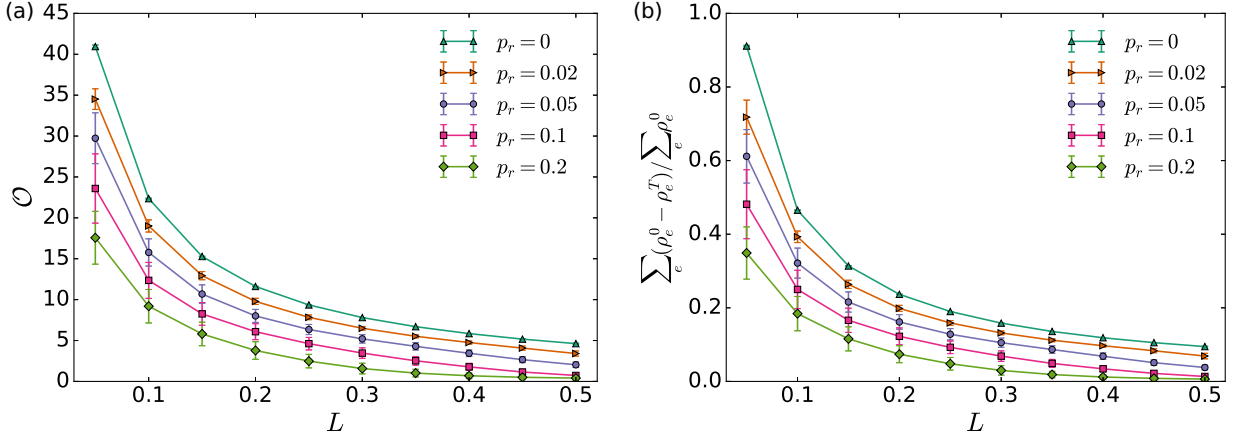 (a)
45
40
35
30
25
20
15
10
5
0
𝒪
0.1
0.2
0.3
0.4
0.5
L
p_r = 0
p_r = 0.02
p_r = 0.05
p_r = 0.1
p_r = 0.2
(b)
1.0
0.8
0.6
0.4
0.2
0.0
∑_e(ρ_e^0 − ρ_e^T)/∑_e ρ_e^0
0.1
0.2
0.3
0.4
0.5
L
p_r = 0
p_r = 0.02
p_r = 0.05
p_r = 0.1
p_r = 0.2